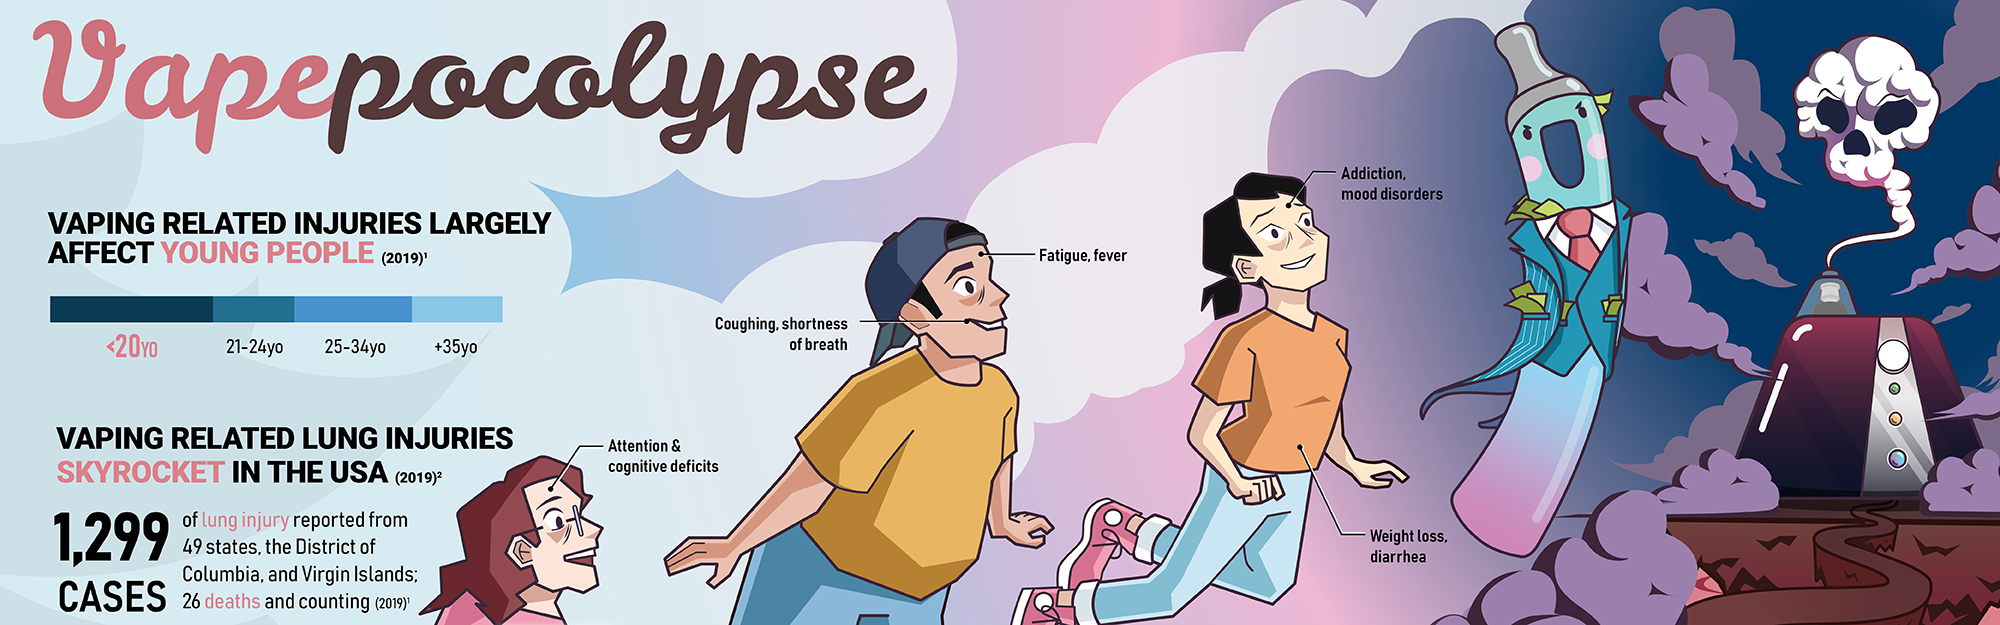 Vapepocolypse
VAPING RELATED INJURIES LARGELY
AFFECT YOUNG PEOPLE (2019)¹
<20YO
21-24yo
25-34yo
+35yo
VAPING RELATED LUNG INJURIES
SKYROCKET IN THE USA (2019)²
1,299
CASES
of lung injury reported from
49 states, the District of
Columbia, and Virgin Islands;
26 deaths and counting (2019)¹
Attention &
cognitive deficits
Coughing, shortness
of breath
Fatigue, fever
Addiction,
mood disorders
Weight loss,
diarrhea